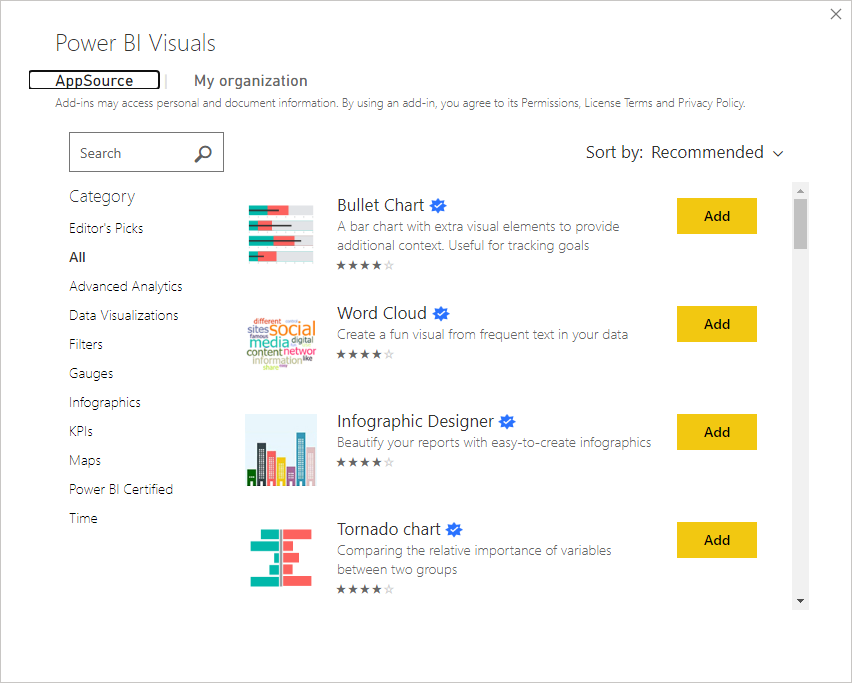 Power BI Visuals
AppSource
My organization
Add-ins may access personal and document information. By using an add-in, you agree to its Permissions, License Terms and Privacy Policy.
Search
Sort by: Recommended
Category
Editor's Picks
All
Advanced Analytics
Data Visualizations
Filters
Gauges
Infographics
KPIs
Maps
Power BI Certified
Time
Bullet Chart
A bar chart with extra visual elements to provide
additional context. Useful for tracking goals
Add
different
sites social
famous
media digital
content networ
information like
share
Word Cloud
Create a fun visual from frequent text in your data
Add
Infographic Designer
Beautify your reports with easy-to-create infographics
Add
Tornado chart
Comparing the relative importance of variables
between two groups
Add